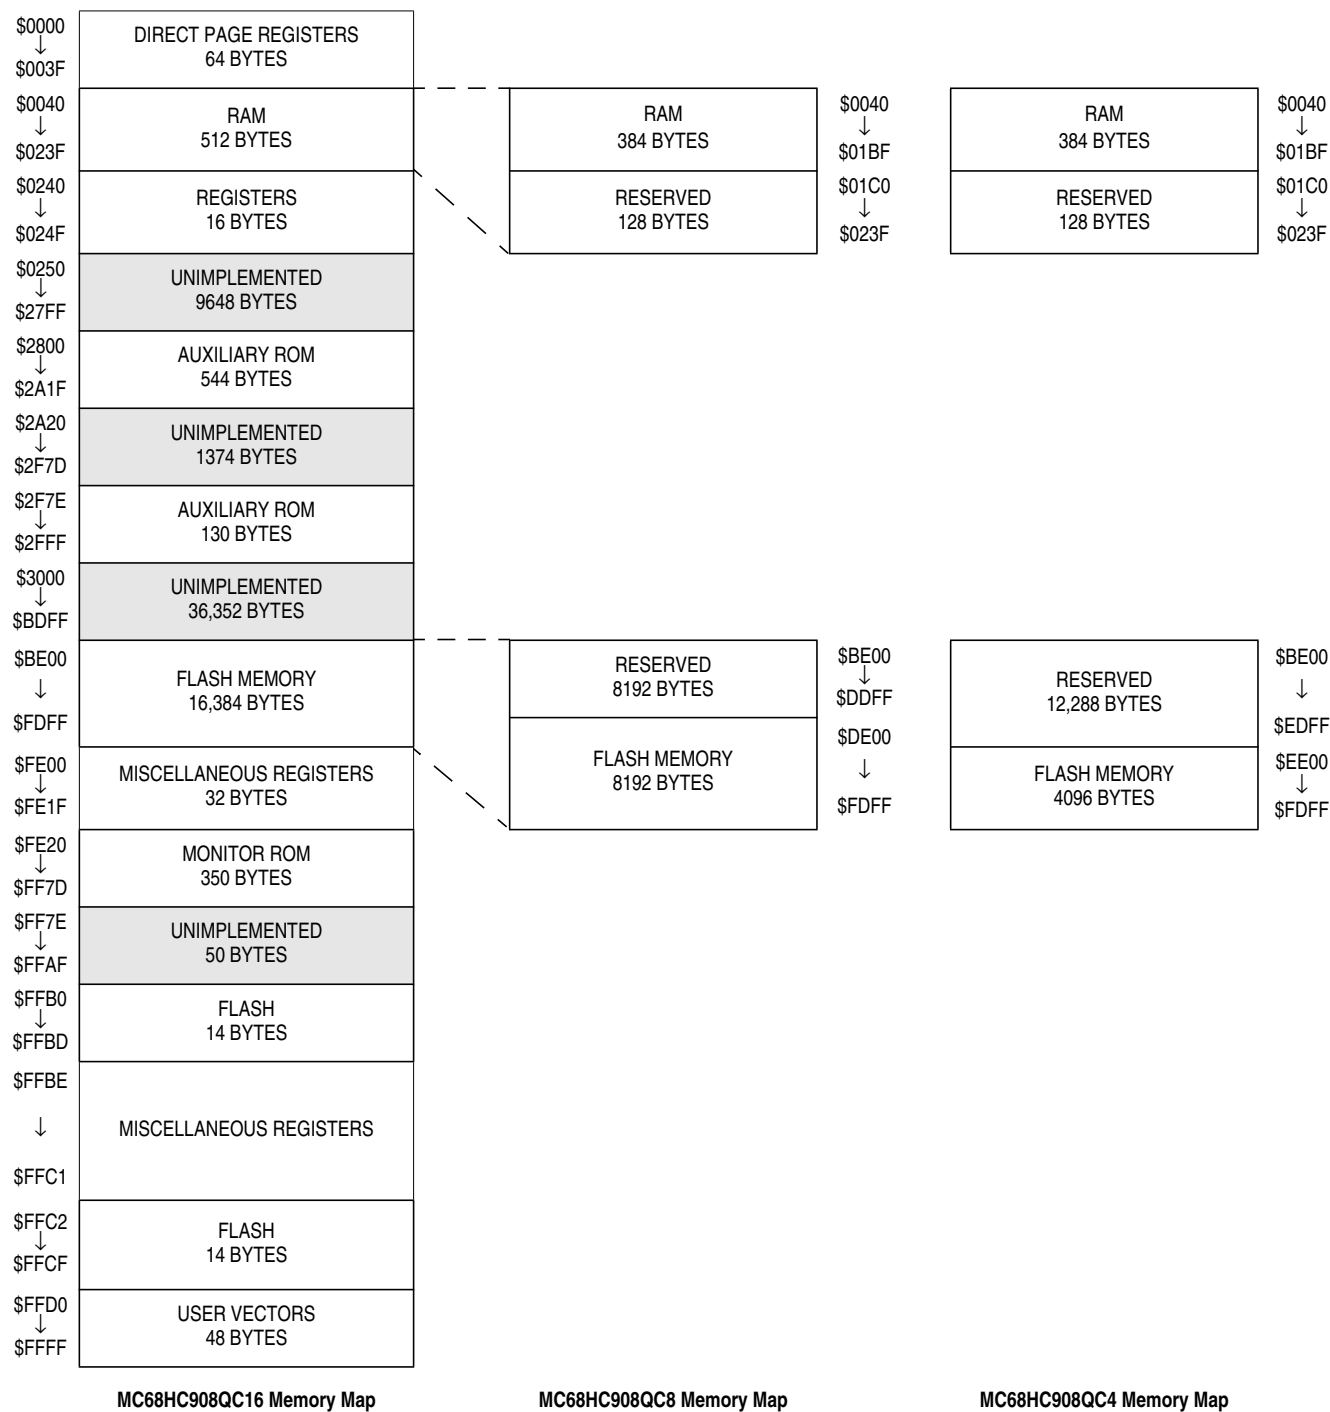 $0000
↓
$003F
DIRECT PAGE REGISTERS
64 BYTES
$0040
↓
$023F
RAM
512 BYTES
RAM
384 BYTES
$0040
↓
$01BF
RAM
384 BYTES
$0040
↓
$01BF
$0240
↓
$024F
REGISTERS
16 BYTES
RESERVED
128 BYTES
$01C0
↓
$023F
RESERVED
128 BYTES
$01C0
↓
$023F
$0250
↓
$27FF
UNIMPLEMENTED
9648 BYTES
$2800
↓
$2A1F
AUXILIARY ROM
544 BYTES
$2A20
↓
$2F7D
UNIMPLEMENTED
1374 BYTES
$2F7E
↓
$2FFF
AUXILIARY ROM
130 BYTES
$3000
↓
$BDFF
UNIMPLEMENTED
36,352 BYTES
$BE00
↓
$FDFF
FLASH MEMORY
16,384 BYTES
RESERVED
8192 BYTES
$BE00
↓
$DDFF
RESERVED
12,288 BYTES
$BE00
↓
$EDFF
$FE00
↓
$FE1F
MISCELLANEOUS REGISTERS
32 BYTES
FLASH MEMORY
8192 BYTES
$DE00
↓
$FDFF
FLASH MEMORY
4096 BYTES
$EE00
↓
$FDFF
$FE20
↓
$FF7D
MONITOR ROM
350 BYTES
$FF7E
↓
$FFAF
UNIMPLEMENTED
50 BYTES
$FFB0
↓
$FFBD
FLASH
14 BYTES
$FFBE
↓
$FFC1
MISCELLANEOUS REGISTERS
$FFC2
↓
$FFCF
FLASH
14 BYTES
$FFD0
↓
$FFFF
USER VECTORS
48 BYTES
MC68HC908QC16 Memory Map
MC68HC908QC8 Memory Map
MC68HC908QC4 Memory Map